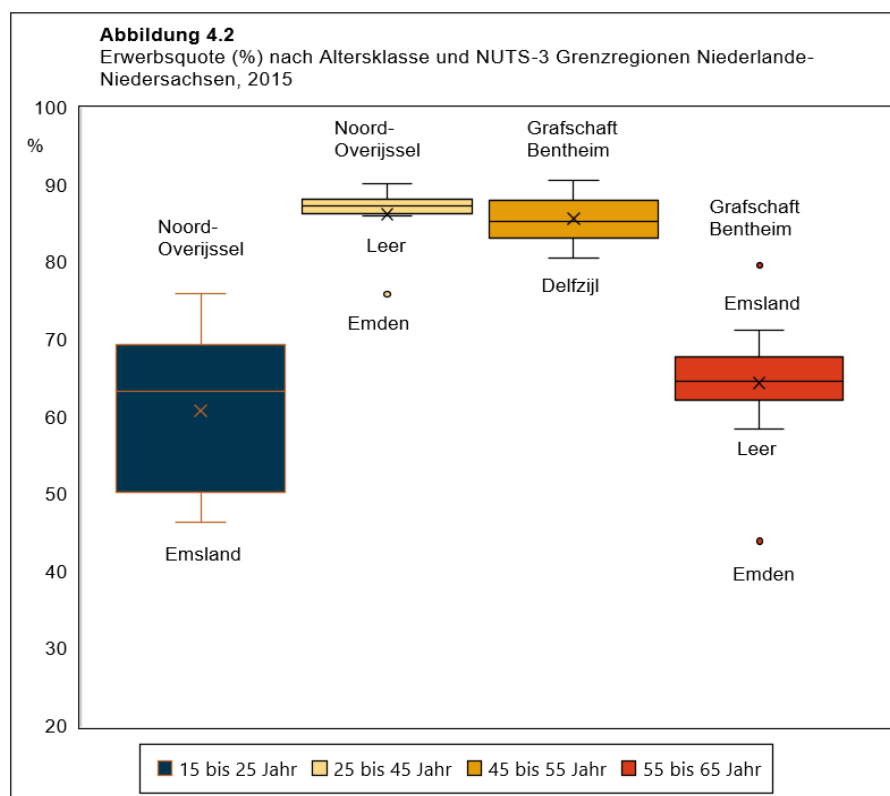 Abbildung 4.2
Erwerbsquote (%) nach Altersklasse und NUTS-3 Grenzregionen Niederlande-
Niedersachsen, 2015
100
%
90
80
70
60
50
40
30
20
Noord-
Overijssel
Emsland
Noord-
Overijssel
Leer
Emden
Grafschaft
Bentheim
Delfzijl
Grafschaft
Bentheim
Emsland
Leer
Emden
15 bis 25 Jahr
25 bis 45 Jahr
45 bis 55 Jahr
55 bis 65 Jahr